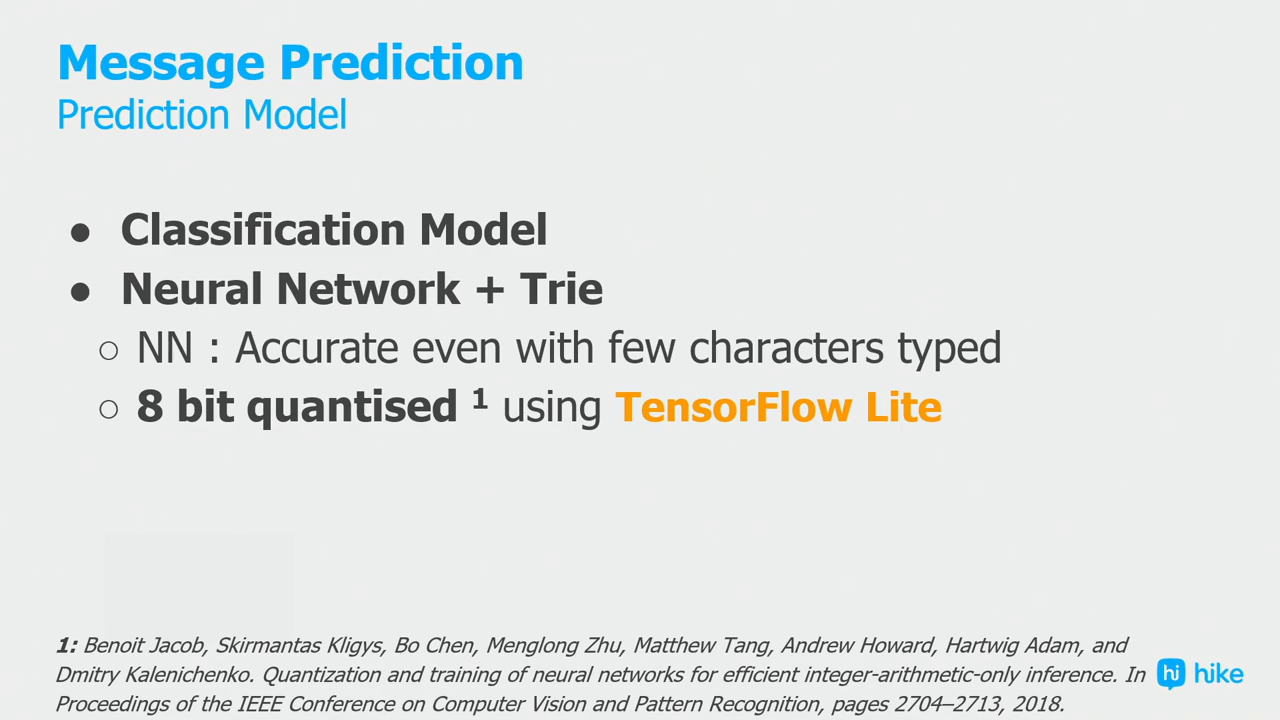 Message Prediction
Prediction Model
● Classification Model
● Neural Network + Trie
○ NN : Accurate even with few characters typed
○ 8 bit quantised ¹ using TensorFlow Lite
1: Benoit Jacob, Skirmantas Kligys, Bo Chen, Menglong Zhu, Matthew Tang, Andrew Howard, Hartwig Adam, and
Dmitry Kalenichenko. Quantization and training of neural networks for efficient integer-arithmetic-only inference. In
Proceedings of the IEEE Conference on Computer Vision and Pattern Recognition, pages 2704–2713, 2018.
hi hike